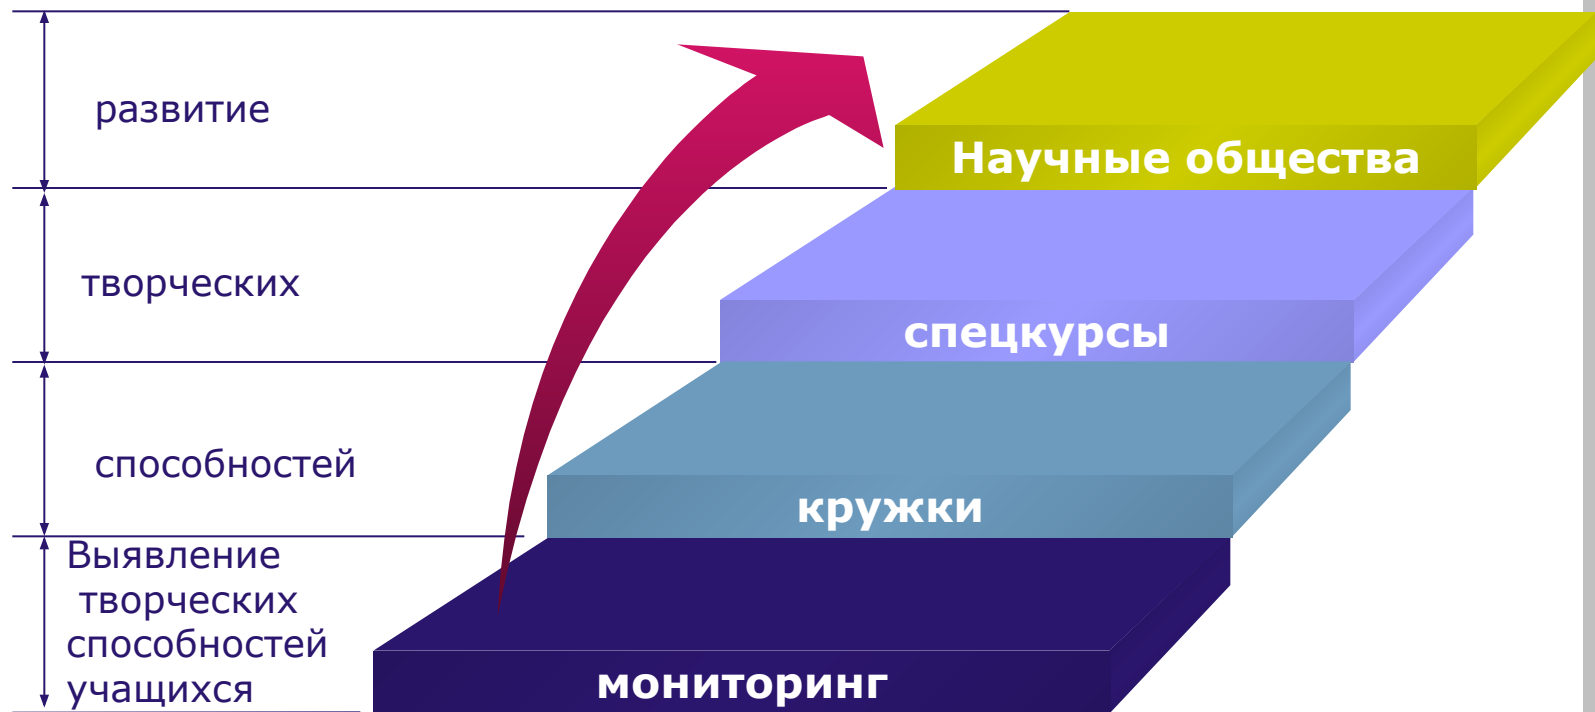 развитие
Научные общества
творческих
спецкурсы
способностей
кружки
Выявление
творческих
способностей
учащихся
мониторинг